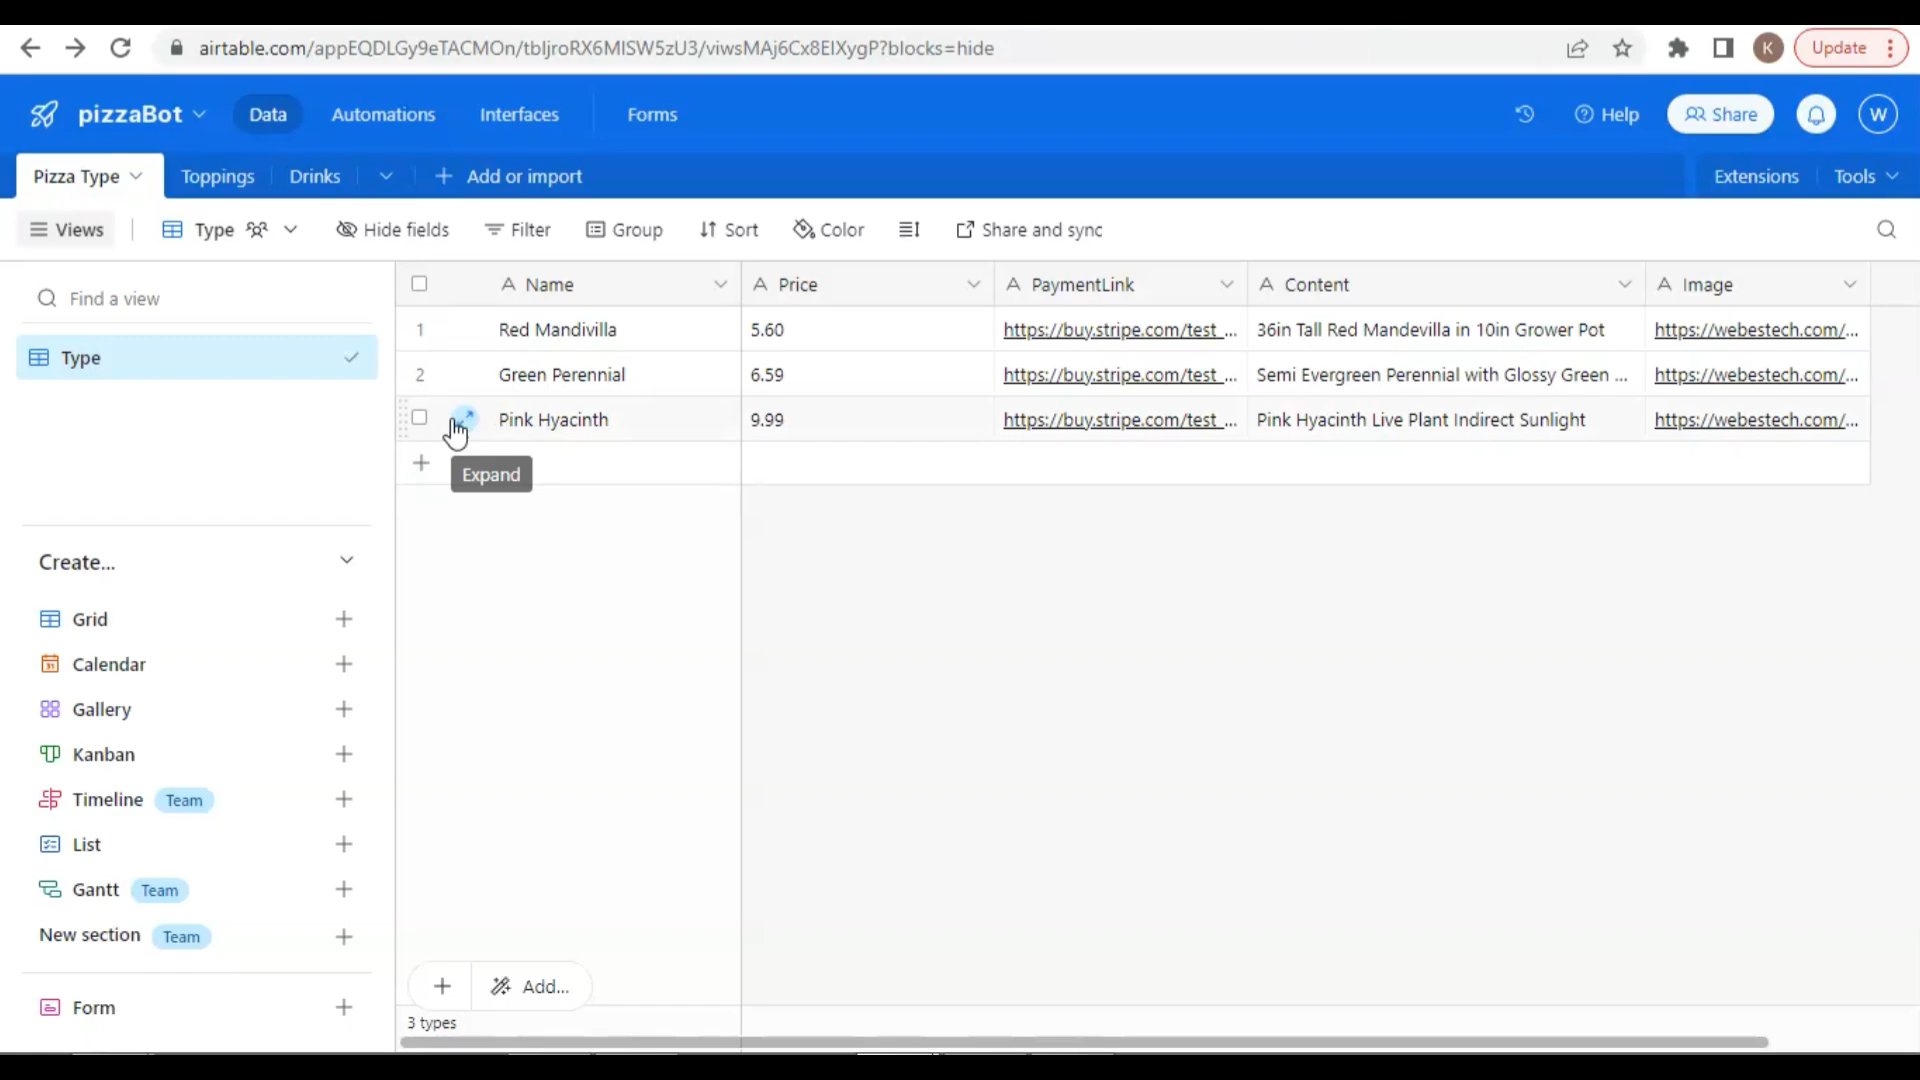 airtable.com/appEQDLGy9eTACMOn/tbljroRX6MISW5zU3/viwsMAj6Cx8EIXygP?blocks=hide
K
Update
pizzaBot
Data
Automations
Interfaces
Forms
Help
Share
W
Pizza Type
Toppings
Drinks
Add or import
Extensions
Tools
Views
Type
Hide fields
Filter
Group
Sort
Color
Share and sync
Find a view
Type
Name
Price
PaymentLink
Content
Image
1
Red Mandivilla
5.60
https://buy.stripe.com/test_...
36in Tall Red Mandevilla in 10in Grower Pot
https://webestech.com/...
2
Green Perennial
6.59
https://buy.stripe.com/test_...
Semi Evergreen Perennial with Glossy Green ...
https://webestech.com/...
Pink Hyacinth
9.99
https://buy.stripe.com/test_...
Pink Hyacinth Live Plant Indirect Sunlight
https://webestech.com/...
Expand
Create...
Grid
Calendar
Gallery
Kanban
Timeline
Team
List
Gantt
Team
New section
Team
Form
Add...
3 types